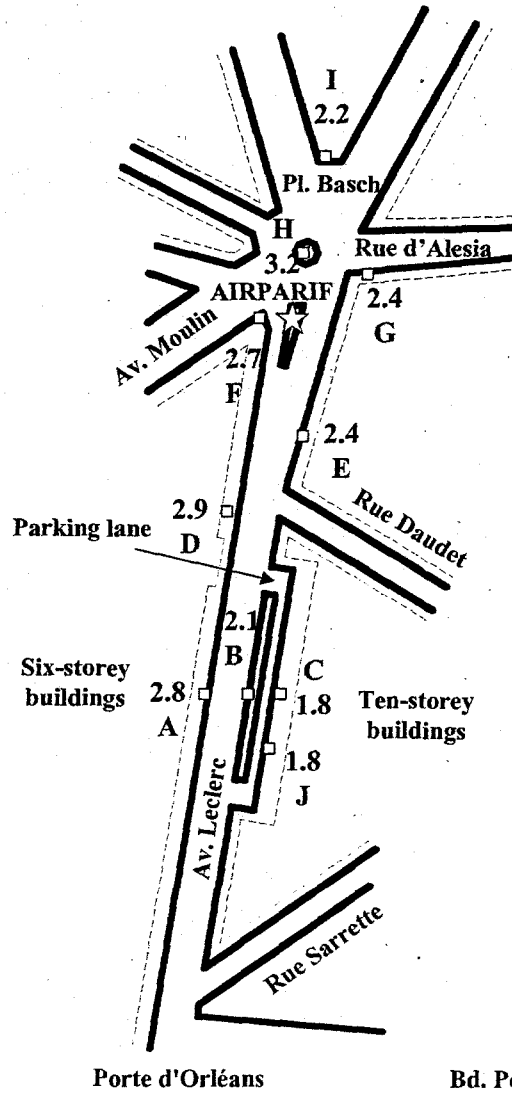 I
2.2
Pl. Basch
H
3.2
Rue d'Alesia
AIRPARIF
2.4
G
Av. Moulin
2.7
F
2.4
E
2.9
D
Rue Daudet
Parking lane
2.1
B
Six-storey
buildings
2.8
A
C
1.8
Ten-storey
buildings
1.8
J
Av. Leclerc
Rue Sarrette
Porte d'Orléans
Bd.